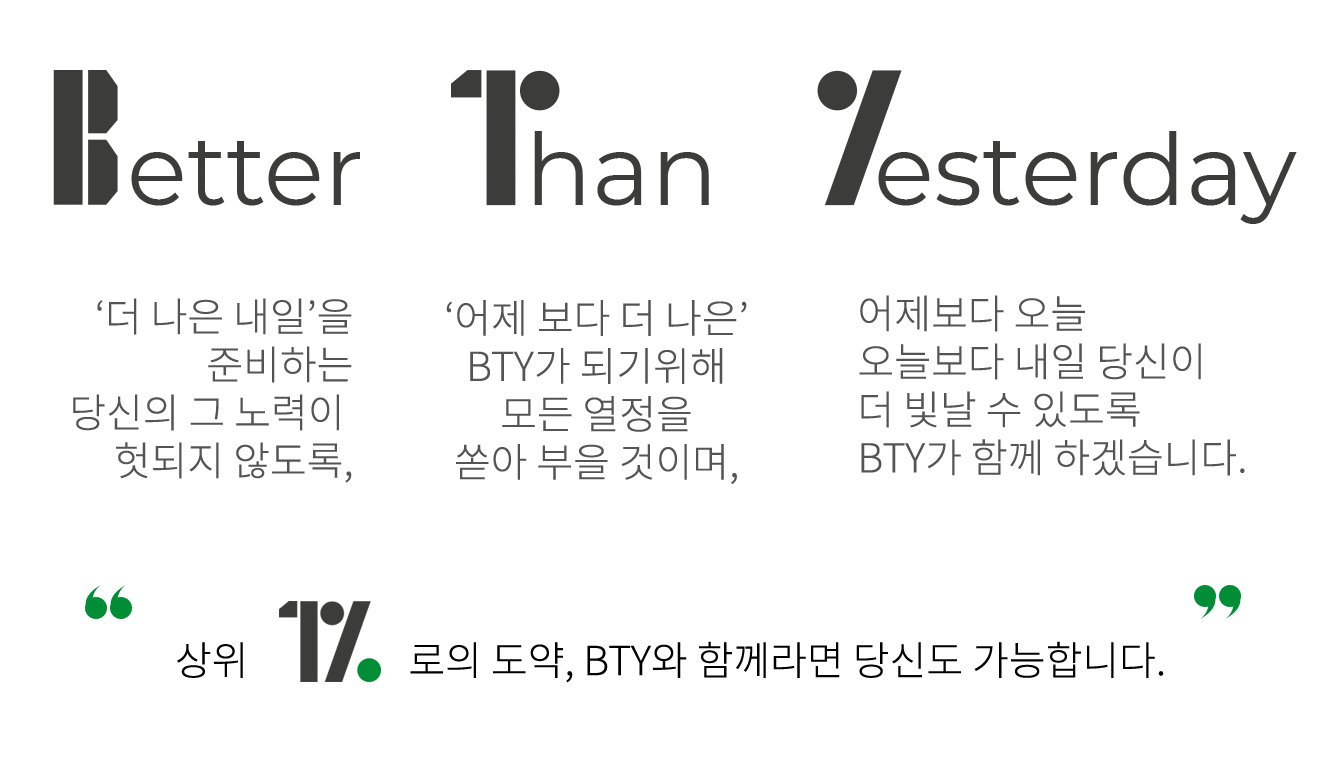 Better Than Yesterday
‘더 나은 내일’을
준비하는
당신의 그 노력이
헛되지 않도록,
‘어제 보다 더 나은’
BTY가 되기위해
모든 열정을
쏟아 부을 것이며,
어제보다 오늘
오늘보다 내일 당신이
더 빛날 수 있도록
BTY가 함께 하겠습니다.
“ 상위 1% 로의 도약, BTY와 함께라면 당신도 가능합니다. ”